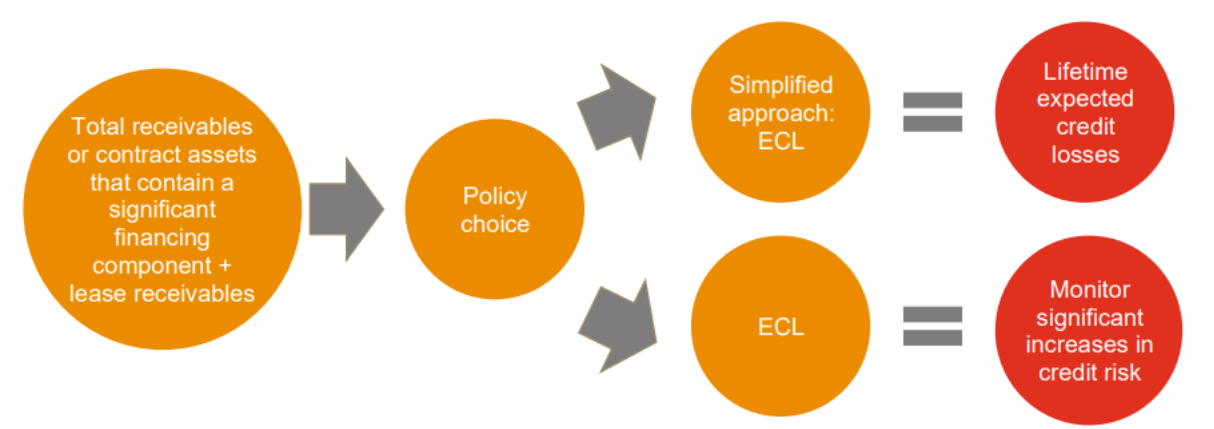 Total receivables
or contract assets
that contain a
significant
financing
component +
lease receivables
Policy
choice
Simplified
approach:
ECL
Lifetime
expected
credit
losses
ECL
Monitor
significant
increases in
credit risk